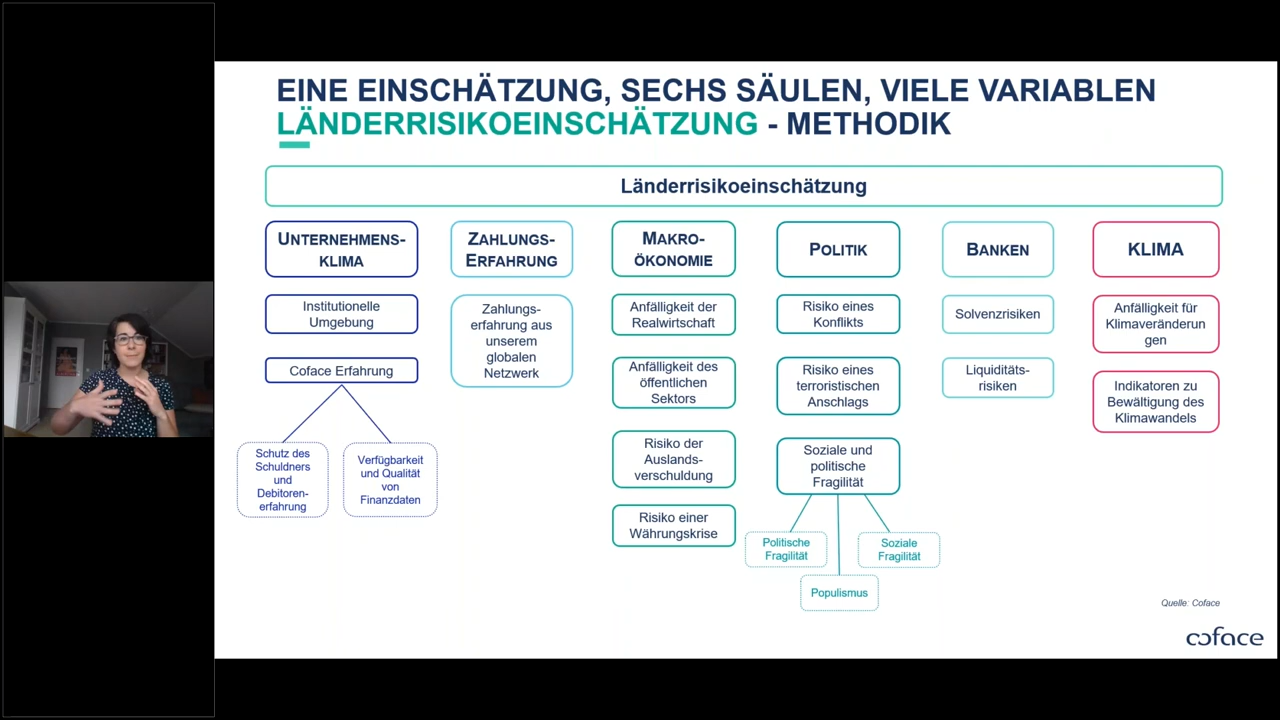 EINE EINSCHÄTZUNG, SECHS SÄULEN, VIELE VARIABLEN
LÄNDERRISIKOEINSCHÄTZUNG - METHODIK
Länderrisikoeinschätzung
UNTERNEHMENS-
KLIMA
Institutionelle
Umgebung
Coface Erfahrung
Schutz des
Schuldners
und
Debitoren-
erfahrung
Verfügbarkeit
und Qualität
von
Finanzdaten
ZAHLUNGS-
ERFAHRUNG
Zahlungs-
erfahrung aus
unserem
globalen
Netzwerk
MAKRO-
ÖKONOMIE
Anfälligkeit der
Realwirtschaft
Anfälligkeit des
öffentlichen
Sektors
Risiko der
Auslands-
verschuldung
Risiko einer
Währungskrise
POLITIK
Risiko eines
Konflikts
Risiko eines
terroristischen
Anschlags
Soziale und
politische
Fragilität
Politische
Fragilität
Populismus
Soziale
Fragilität
BANKEN
Solvenzrisiken
Liquiditäts-
risiken
KLIMA
Anfälligkeit für
Klimaveränderun
gen
Indikatoren zu
Bewältigung des
Klimawandels
Quelle: Coface
coface